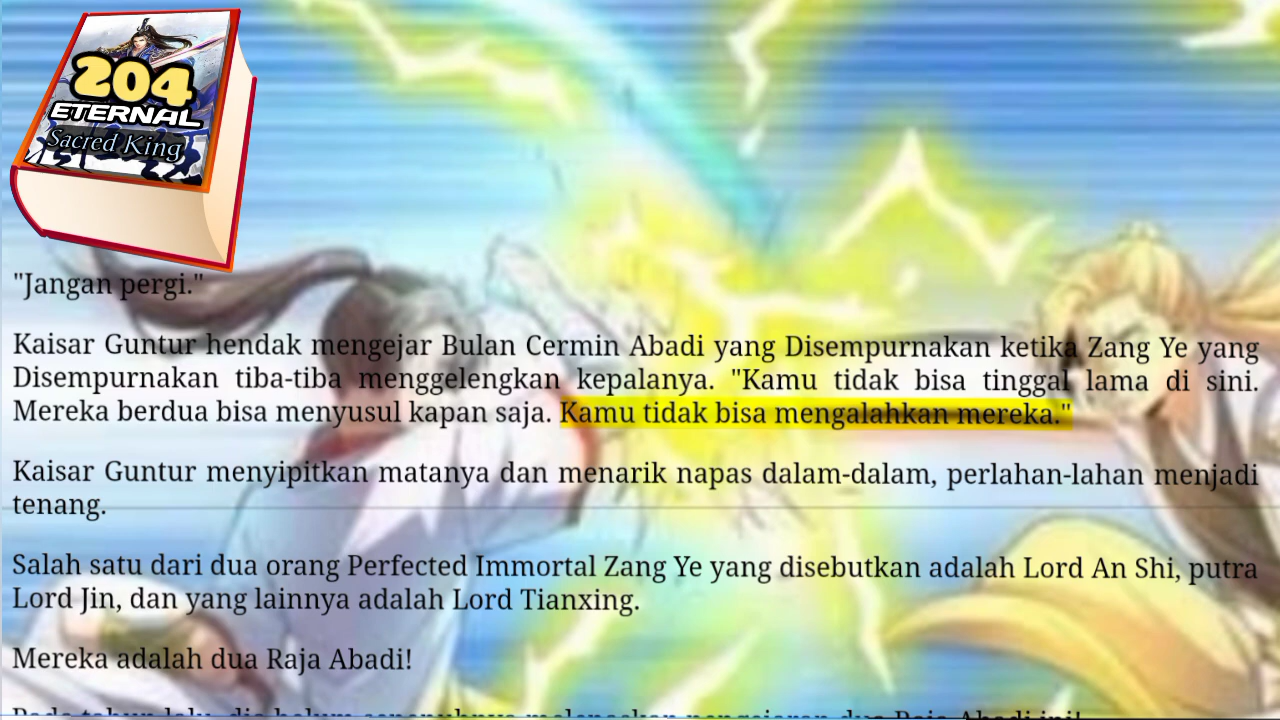 204
ETERNAL
Sacred King
"Jangan pergi."
Kaisar Guntur hendak mengejar Bulan Cermin Abadi yang Disempurnakan ketika Zang Ye yang
Disempurnakan tiba-tiba menggelengkan kepalanya. "Kamu tidak bisa tinggal lama di sini.
Mereka berdua bisa menyusul kapan saja. Kamu tidak bisa mengalahkan mereka."
Kaisar Guntur menyipitkan matanya dan menarik napas dalam-dalam, perlahan-lahan menjadi
tenang.
Salah satu dari dua orang Perfected Immortal Zang Ye yang disebutkan adalah Lord An Shi, putra
Lord Jin, dan yang lainnya adalah Lord Tianxing.
Mereka adalah dua Raja Abadi!